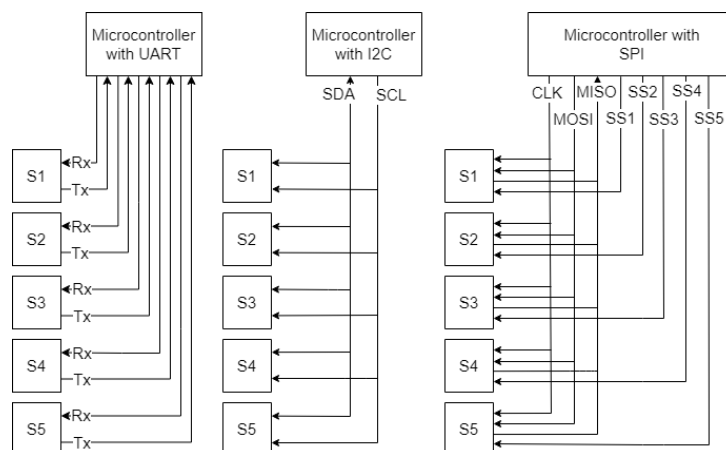 Microcontroller
with UART
Microcontroller
with I2C
Microcontroller with
SPI
SDA
SCL
CLK
MISO
SS2
SS4
MOSI
SS1
SS3
SS5
S1
Rx
Tx
S1
S1
S2
Rx
Tx
S2
S2
S3
Rx
Tx
S3
S3
S4
Rx
Tx
S4
S4
S5
Rx
Tx
S5
S5